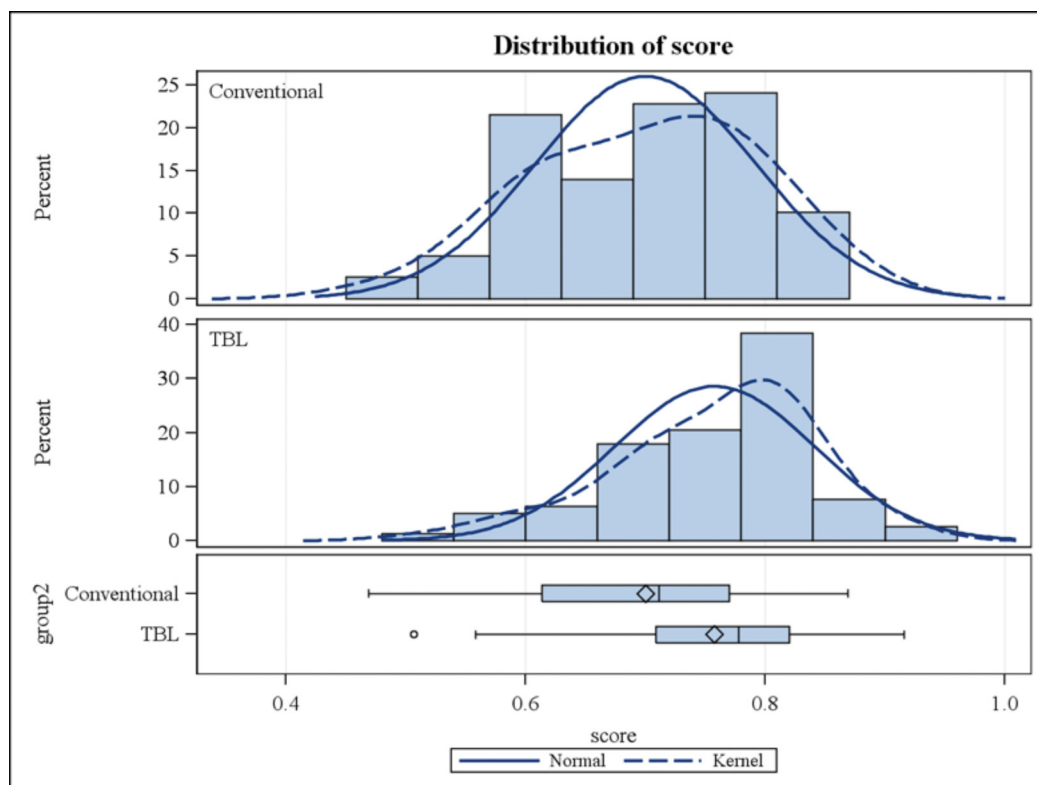 Distribution of score
Conventional
Percent
25
20
15
10
5
0
TBL
Percent
40
30
20
10
0
group2
Conventional
TBL
0.4 0.6 0.8 1.0
score
Normal Kernel